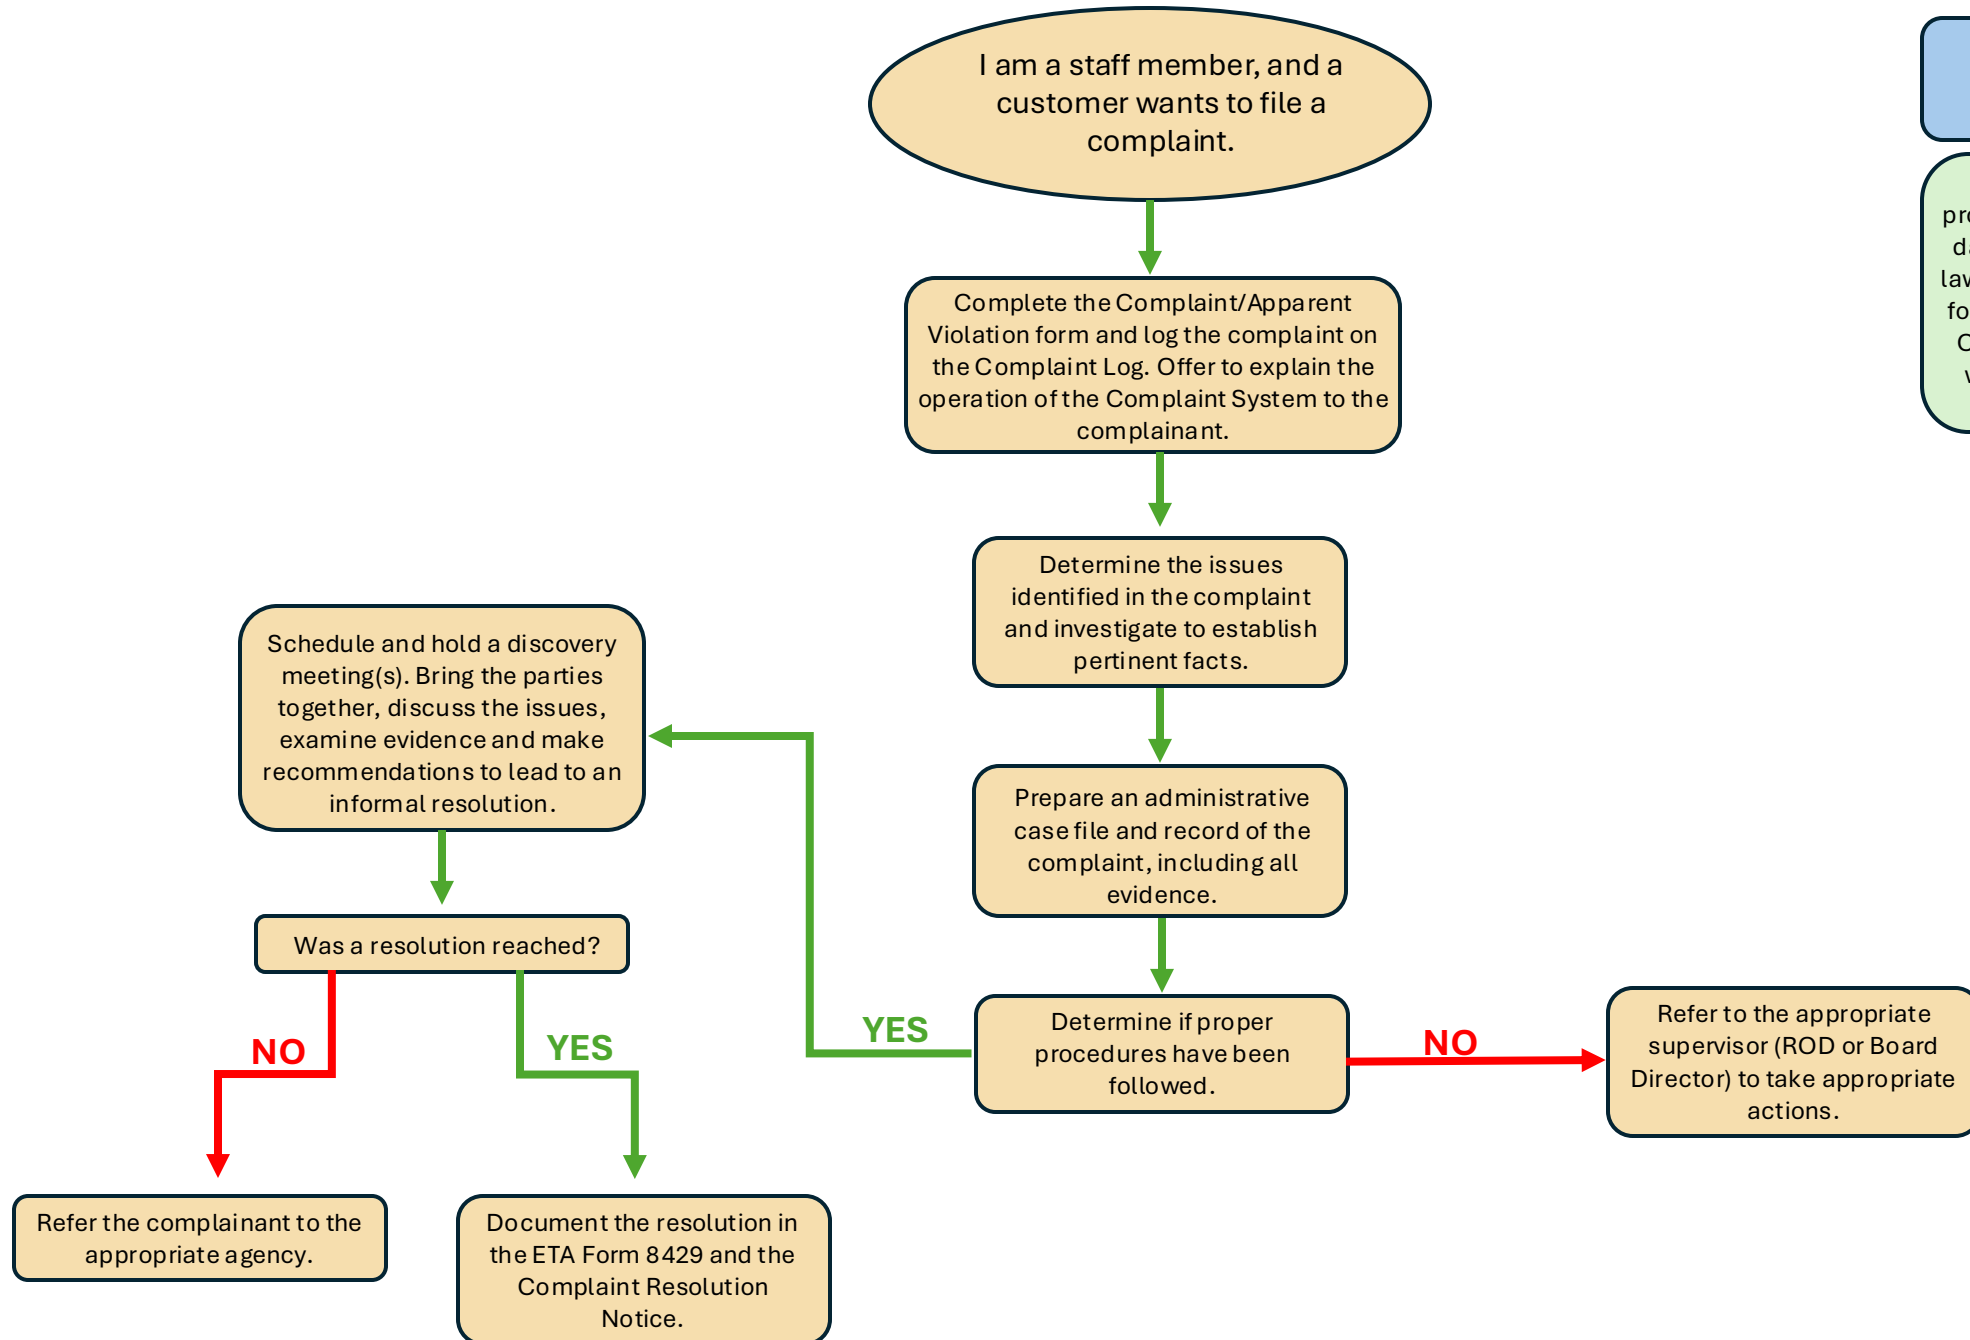 I am a staff member, and a
customer wants to file a
complaint.
Complete the Complaint/Apparent
Violation form and log the complaint on
the Complaint Log. Offer to explain the
operation of the Complaint System to the
complainant.
Determine the issues
identified in the complaint
and investigate to establish
pertinent facts.
Schedule and hold a discovery
meeting(s). Bring the parties
together, discuss the issues,
examine evidence and make
recommendations to lead to an
informal resolution.
Prepare an administrative
case file and record of the
complaint, including all
evidence.
Was a resolution reached?
Determine if proper
procedures have been
followed.
YES
NO
Refer to the appropriate
supervisor (ROD or Board
Director) to take appropriate
actions.
NO
YES
Refer the complainant to the
appropriate agency.
Document the resolution in
the ETA Form 8429 and the
Complaint Resolution
Notice.